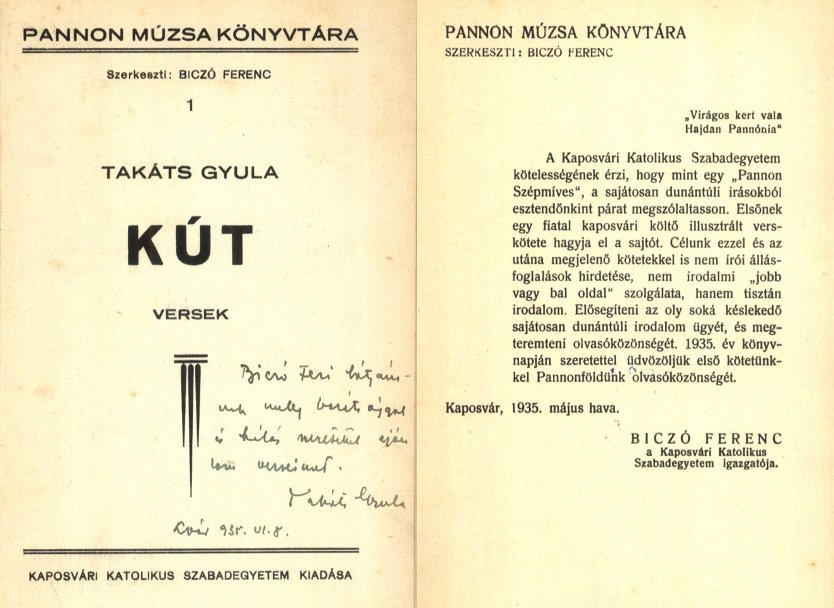 PANNON MÚZSA KÖNYVTÁRA
Szerkeszti: BICZÓ FERENC
1
TAKÁTS GYULA
KÚT
VERSEK
Biczó Feri bátyám-
nak mély barátsággal
és hálás szeretettel aján
lom verseimet.
Takáts Gyula
Kvár 935. VI. 8.
KAPOSVÁRI KATOLIKUS SZABADEGYETEM KIADÁSA
PANNON MÚZSA KÖNYVTÁRA
SZERKESZTI: BICZÓ FERENC
„Virágos kert vala
Hajdan Pannónia“
A Kaposvári Katolikus Szabadegyetem
kötelességének érzi, hogy mint egy „Pannon
Szépmíves“, a sajátosan dunántúli irásokból
esztendőnkint párat megszólaltasson. Elsőnek
egy fiatal kaposvári költő illusztrált vers-
kötete hagyja el a sajtót. Célunk ezzel és az
utána megjelenő kötetekkel is nem írói állás-
foglalások hirdetése, nem irodalmi „jobb
vagy bal oldal“ szolgálata, hanem tisztán
irodalom. Elősegíteni az oly soká késlekedő
sajátosan dunántúli irodalom ügyét, és meg-
teremteni olvasóközönségét. 1935. év könyv-
napján szeretettel üdvözöljük első kötetünk-
kel Pannonföldünk olvasóközönségét.
Kaposvár, 1935. május hava.
BICZÓ FERENC
a Kaposvári Katolikus
Szabadegyetem igazgatója.